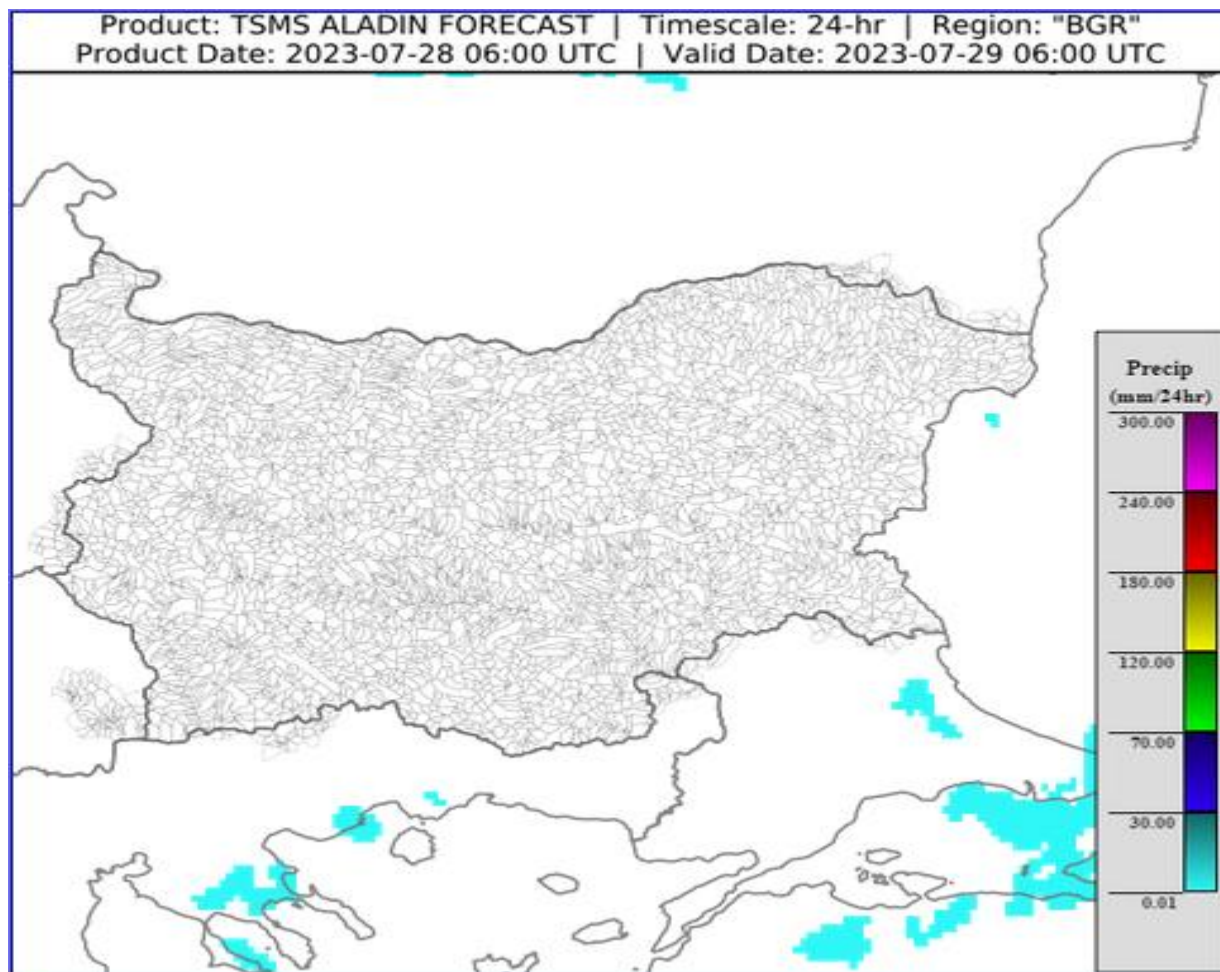 Product: TSMS ALADIN FORECAST | Timescale: 24-hr | Region: "BGR"
Product Date: 2023-07-28 06:00 UTC | Valid Date: 2023-07-29 06:00 UTC
Precip
(mm/24hr)
300.00
240.00
180.00
120.00
70.00
30.00
0.01